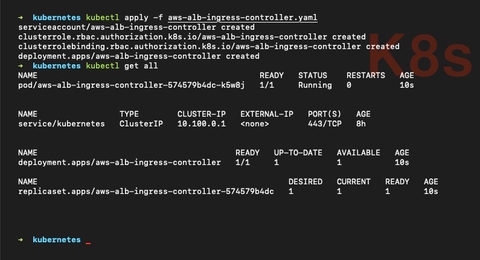 → kubernetes kubectl apply -f aws-alb-ingress-controller.yaml
serviceaccount/aws-alb-ingress-controller created
clusterrole.rbac.authorization.k8s.io/aws-alb-ingress-controller created
clusterrolebinding.rbac.authorization.k8s.io/aws-alb-ingress-controller created
deployment.apps/aws-alb-ingress-controller created
→ kubernetes kubectl get all
NAME READY STATUS RESTARTS AGE
pod/aws-alb-ingress-controller-574579b4dc-k5w8j 1/1 Running 0 10s
K8s
NAME TYPE CLUSTER-IP EXTERNAL-IP PORT(S) AGE
service/kubernetes ClusterIP 10.100.0.1 <none> 443/TCP 8h
NAME READY UP-TO-DATE AVAILABLE AGE
deployment.apps/aws-alb-ingress-controller 1/1 1 1 10s
NAME DESIRED CURRENT READY AGE
replicaset.apps/aws-alb-ingress-controller-574579b4dc 1 1 1 10s
→ kubernetes _